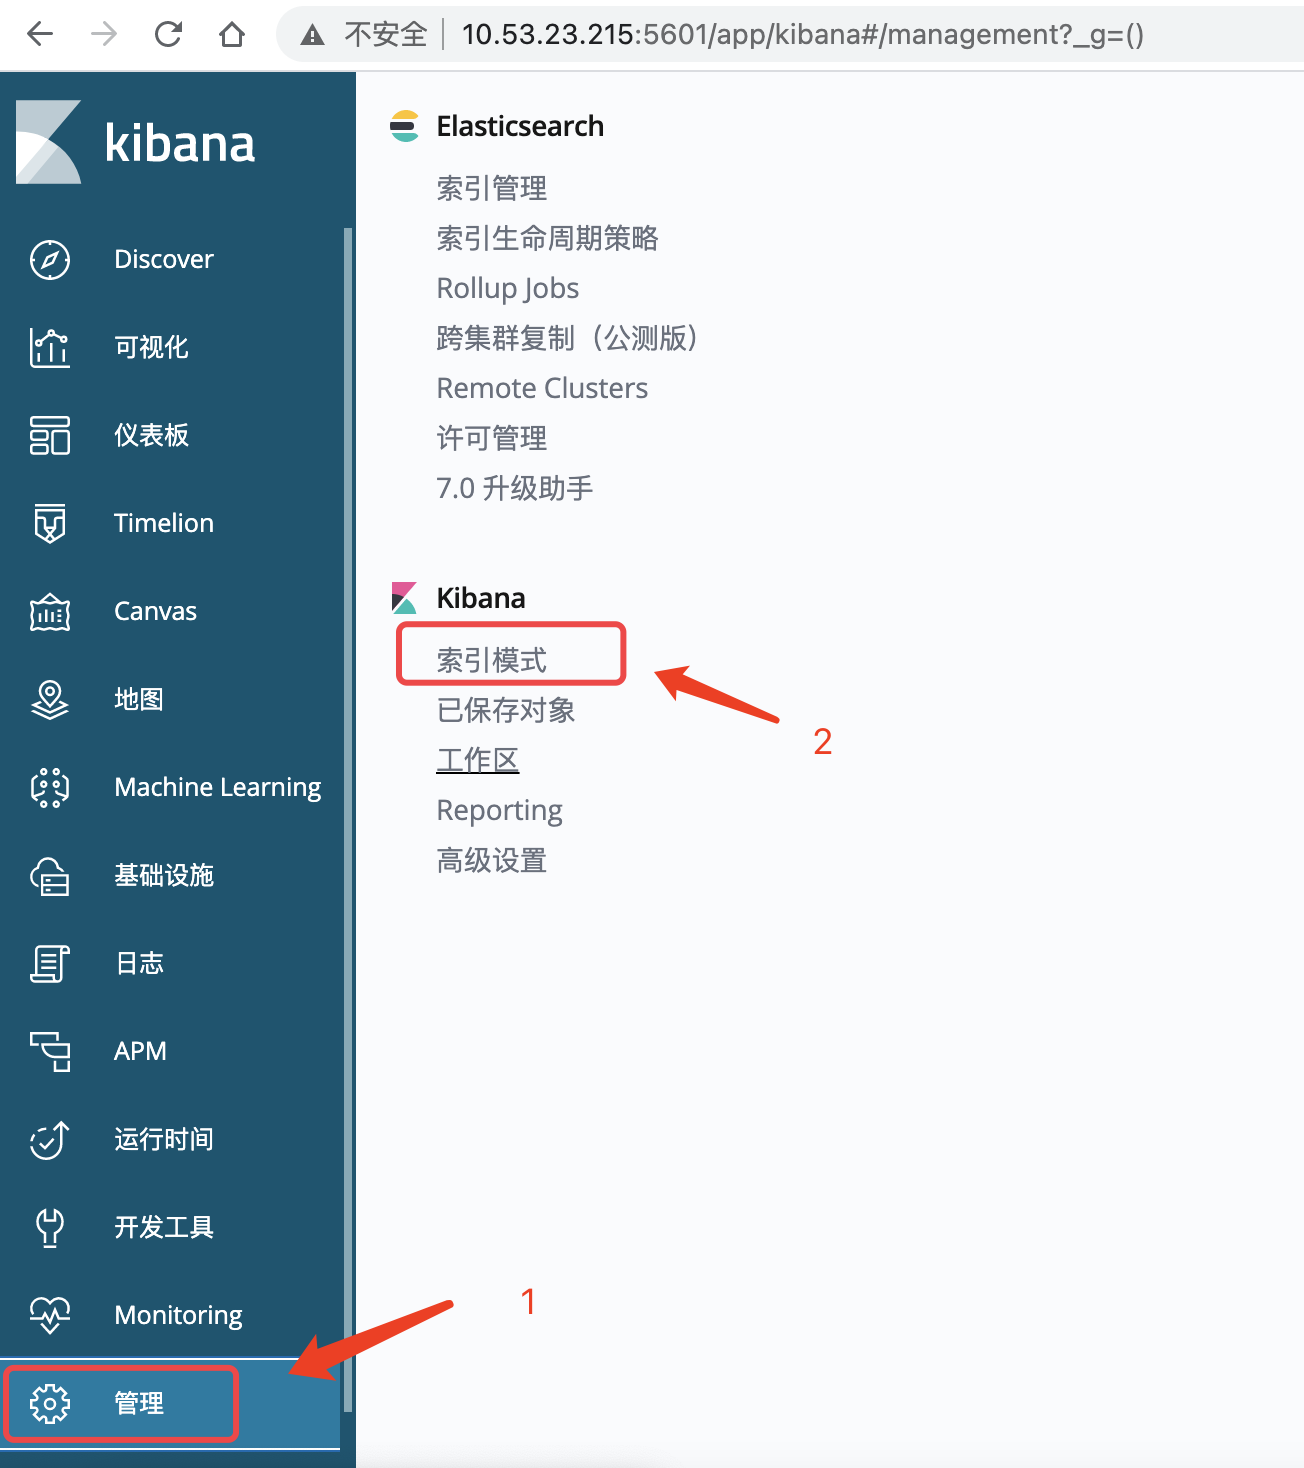 不安全 10.53.23.215:5601/app/kibana#/management?_g=()
kibana
Discover
可视化
仪表板
Timelion
Canvas
地图
Machine Learning
基础设施
日志
APM
运行时间
开发工具
Monitoring
管理
Elasticsearch
索引管理
索引生命周期策略
Rollup Jobs
跨集群复制（公测版）
Remote Clusters
许可管理
7.0 升级助手
Kibana
索引模式
已保存对象
工作区
Reporting
高级设置
2
1